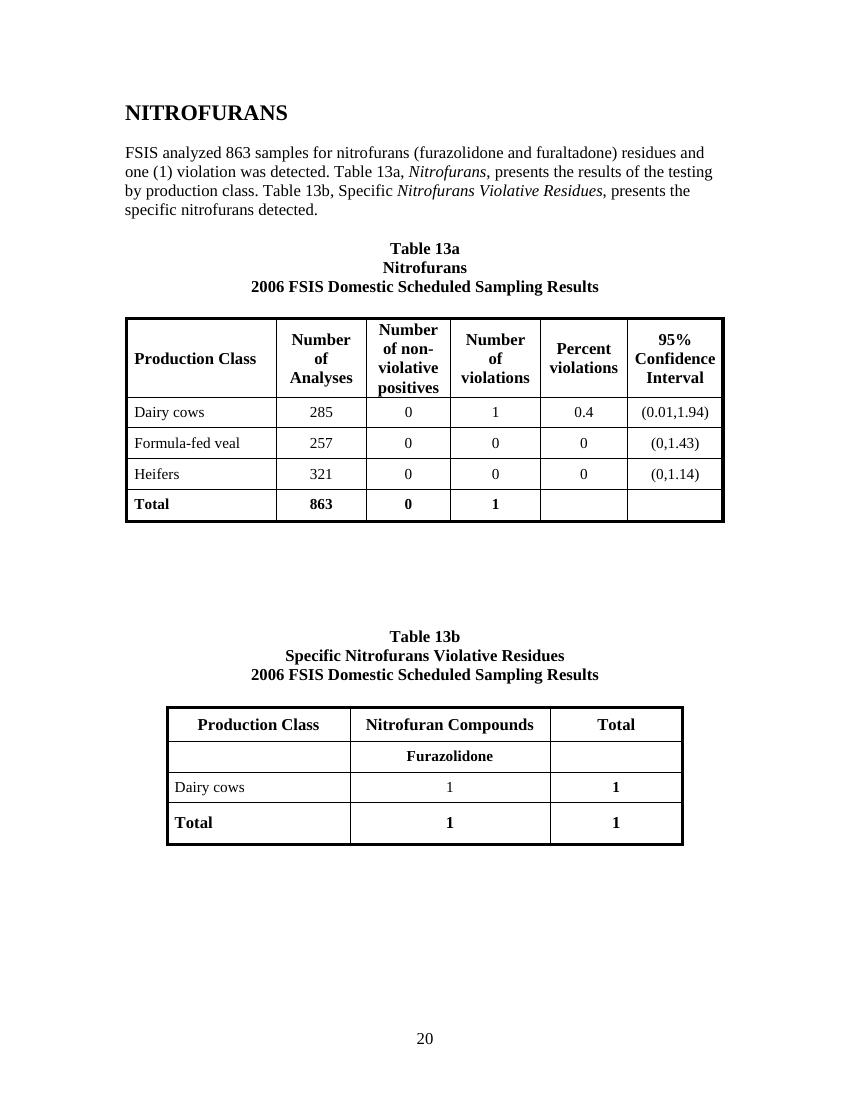 NITROFURANS
FSIS analyzed 863 samples for nitrofurans (furazolidone and furaltadone) residues and
one (1) violation was detected. Table 13a, Nitrofurans, presents the results of the testing
by production class. Table 13b, Specific Nitrofurans Violative Residues, presents the
specific nitrofurans detected.
Table 13a
Nitrofurans
2006 FSIS Domestic Scheduled Sampling Results
Production Class
Number
of
Analyses
Number
of non-
violative
positives
Number
of
violations
Percent
violations
95%
Confidence
Interval
Dairy cows 285 0 1 0.4 (0.01,1.94)
Formula-fed veal 257 0 0 0 (0,1.43)
Heifers 321 0 0 0 (0,1.14)
Total 863 0 1
Table 13b
Specific Nitrofurans Violative Residues
2006 FSIS Domestic Scheduled Sampling Results
Production Class Nitrofuran Compounds Total
Furazolidone
Dairy cows 1 1
Total 1 1
20